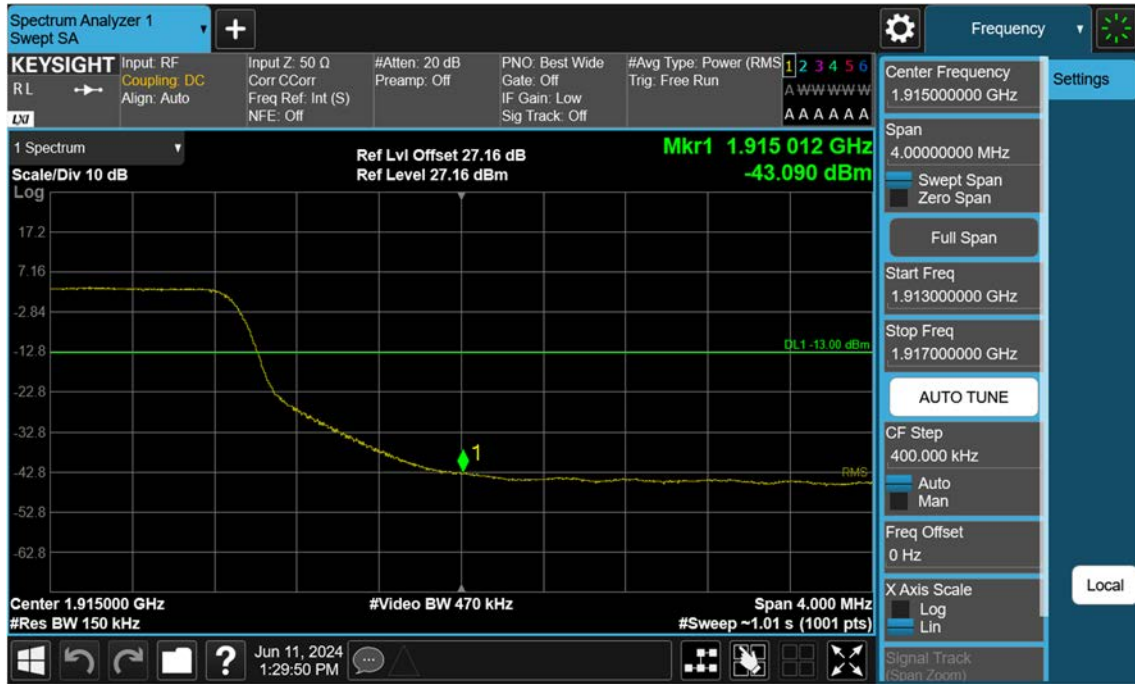 Spectrum Analyzer 1
Swept SA
Frequency
KEYSIGHT
RL
LXI
Input: RF
Coupling: DC
Align: Auto
Input Z: 50 Ω
Corr CCorr
Freq Ref: Int (S)
NFE: Off
#Atten: 20 dB
Preamp: Off
PNO: Best Wide
Gate: Off
IF Gain: Low
Sig Track: Off
#Avg Type: Power (RMS
Trig: Free Run
1 2 3 4 5 6
A W W W W W
A A A A A A
1 Spectrum
Scale/Div 10 dB
Ref Lvl Offset 27.16 dB
Ref Level 27.16 dBm
Mkr1 1.915 012 GHz
-43.090 dBm
Log
17.2
7.16
-2.84
-12.8
-22.8
-32.8
-42.8
-52.8
-62.8
DL1 -13.00 dBm
1
RMS
Center 1.915000 GHz
#Video BW 470 kHz
Span 4.000 MHz
#Res BW 150 kHz
#Sweep ~1.01 s (1001 pts)
Jun 11, 2024
1:29:50 PM
Center Frequency
1.915000000 GHz
Settings
Span
4.00000000 MHz
Swept Span
Zero Span
Full Span
Start Freq
1.913000000 GHz
Stop Freq
1.917000000 GHz
AUTO TUNE
CF Step
400.000 kHz
Auto
Man
Freq Offset
0 Hz
X Axis Scale
Log
Lin
Local
Signal Track
(Span Zoom)